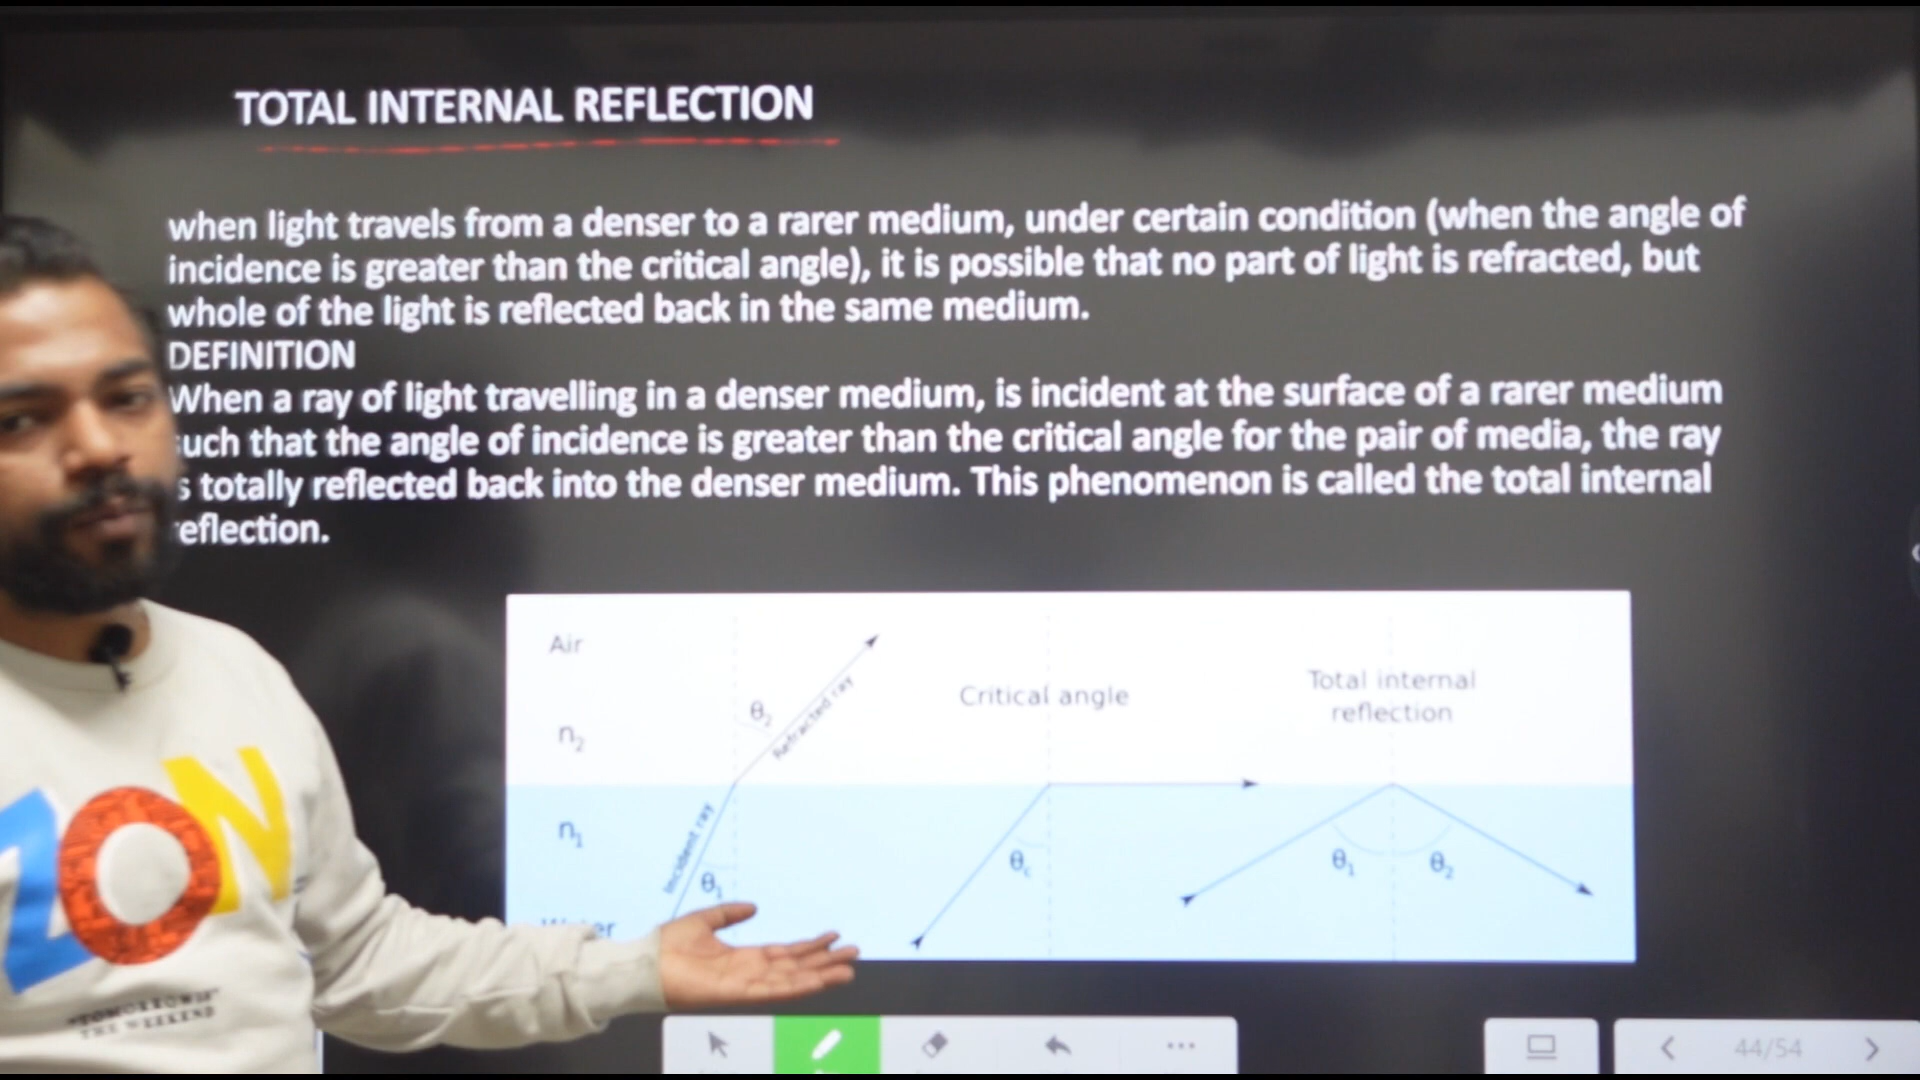 TOTAL INTERNAL REFLECTION
when light travels from a denser to a rarer medium, under certain condition (when the angle of
incidence is greater than the critical angle), it is possible that no part of light is refracted, but
whole of the light is reflected back in the same medium.
DEFINITION
When a ray of light travelling in a denser medium, is incident at the surface of a rarer medium
uch that the angle of incidence is greater than the critical angle for the pair of media, the ray
s totally reflected back into the denser medium. This phenomenon is called the total internal
eflection.
Air
n₂
θ₂
Refracted ray
Critical angle
Total internal
reflection
n₁
Incident ray
θ₁
θc
θ₁
θ₂
ZON
"TOMORROWIS"
THE WEEKEND
44/54